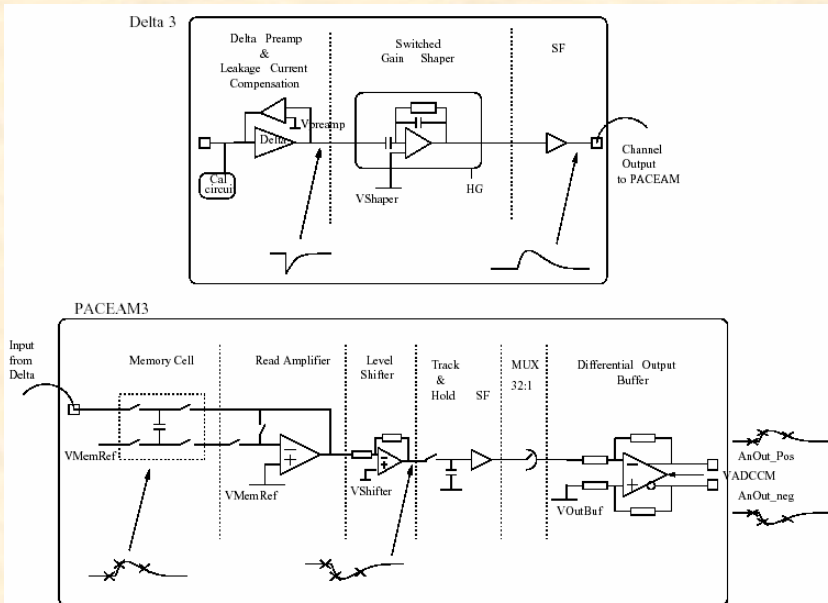 Delta 3
Delta Preamp
&
Leakage Current
Compensation
Switched
Gain Shaper
SF
Vpreamp
Delta
Cal
circui
VShaper
HG
Channel
Output
to PACEAM
PACEAM3
Input
from
Delta
Memory Cell
Read Amplifier
Level
Shifter
Track
&
Hold SF
MUX
32:1
Differential Output
Buffer
VMemRef
VMemRef
VShifter
VOutBuf
AnOut_Pos
VADCCM
AnOut_neg